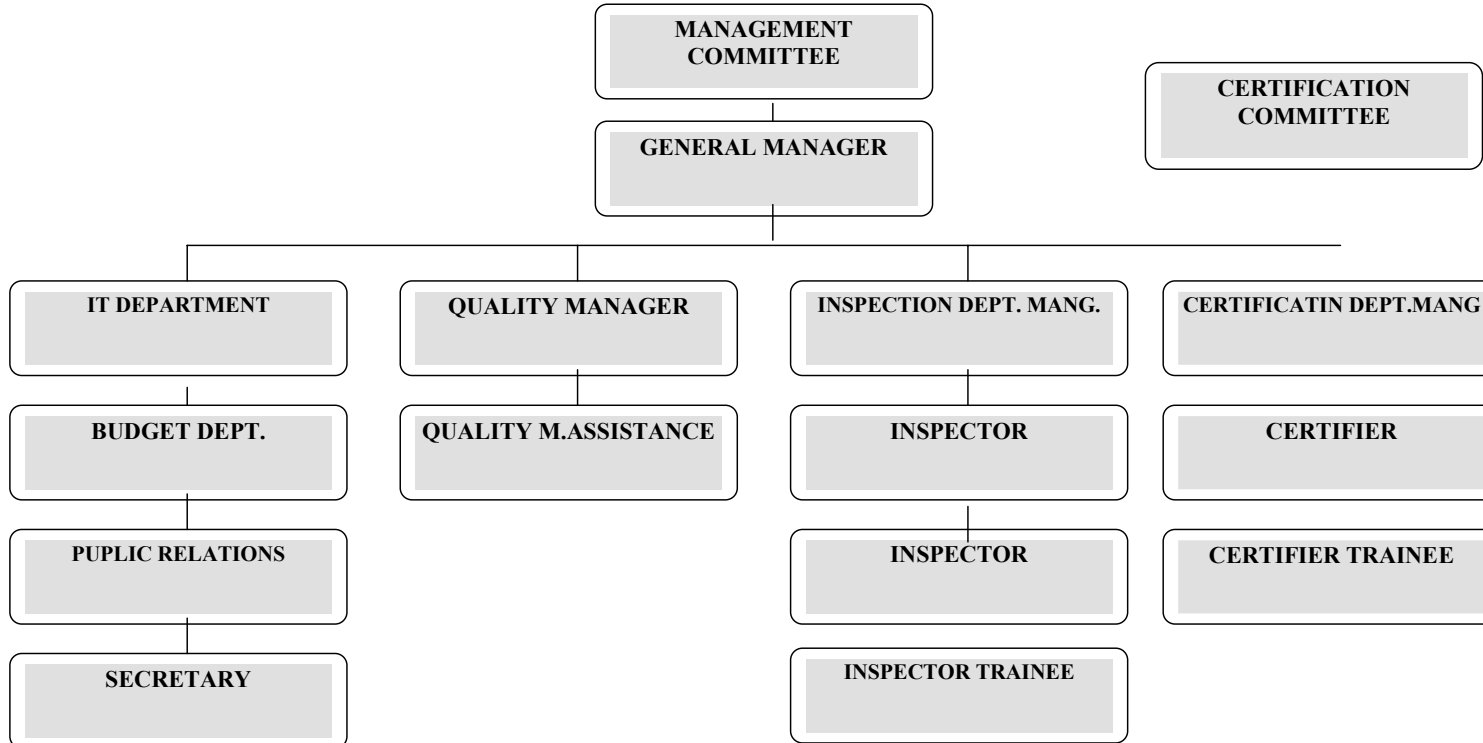 MANAGEMENT
COMMITTEE
CERTIFICATION
COMMITTEE
GENERAL MANAGER
IT DEPARTMENT
QUALITY MANAGER
INSPECTION DEPT. MANG.
CERTIFICATIN DEPT.MANG
BUDGET DEPT.
QUALITY M.ASSISTANCE
INSPECTOR
CERTIFIER
PUPLIC RELATIONS
INSPECTOR
CERTIFIER TRAINEE
SECRETARY
INSPECTOR TRAINEE